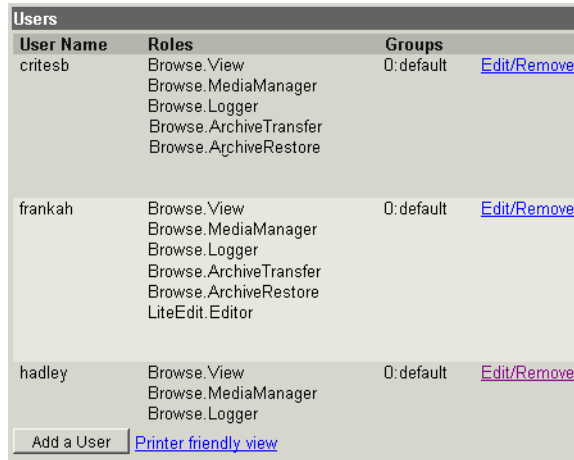 Users
User Name Roles Groups
critesb Browse.View 0:default Edit/Remove
Browse.MediaManager
Browse.Logger
Browse.ArchiveTransfer
Browse.ArchiveRestore
frankah Browse.View 0:default Edit/Remove
Browse.MediaManager
Browse.Logger
Browse.ArchiveTransfer
Browse.ArchiveRestore
LiteEdit.Editor
hadley Browse.View 0:default Edit/Remove
Browse.MediaManager
Browse.Logger
Add a User Printer friendly view